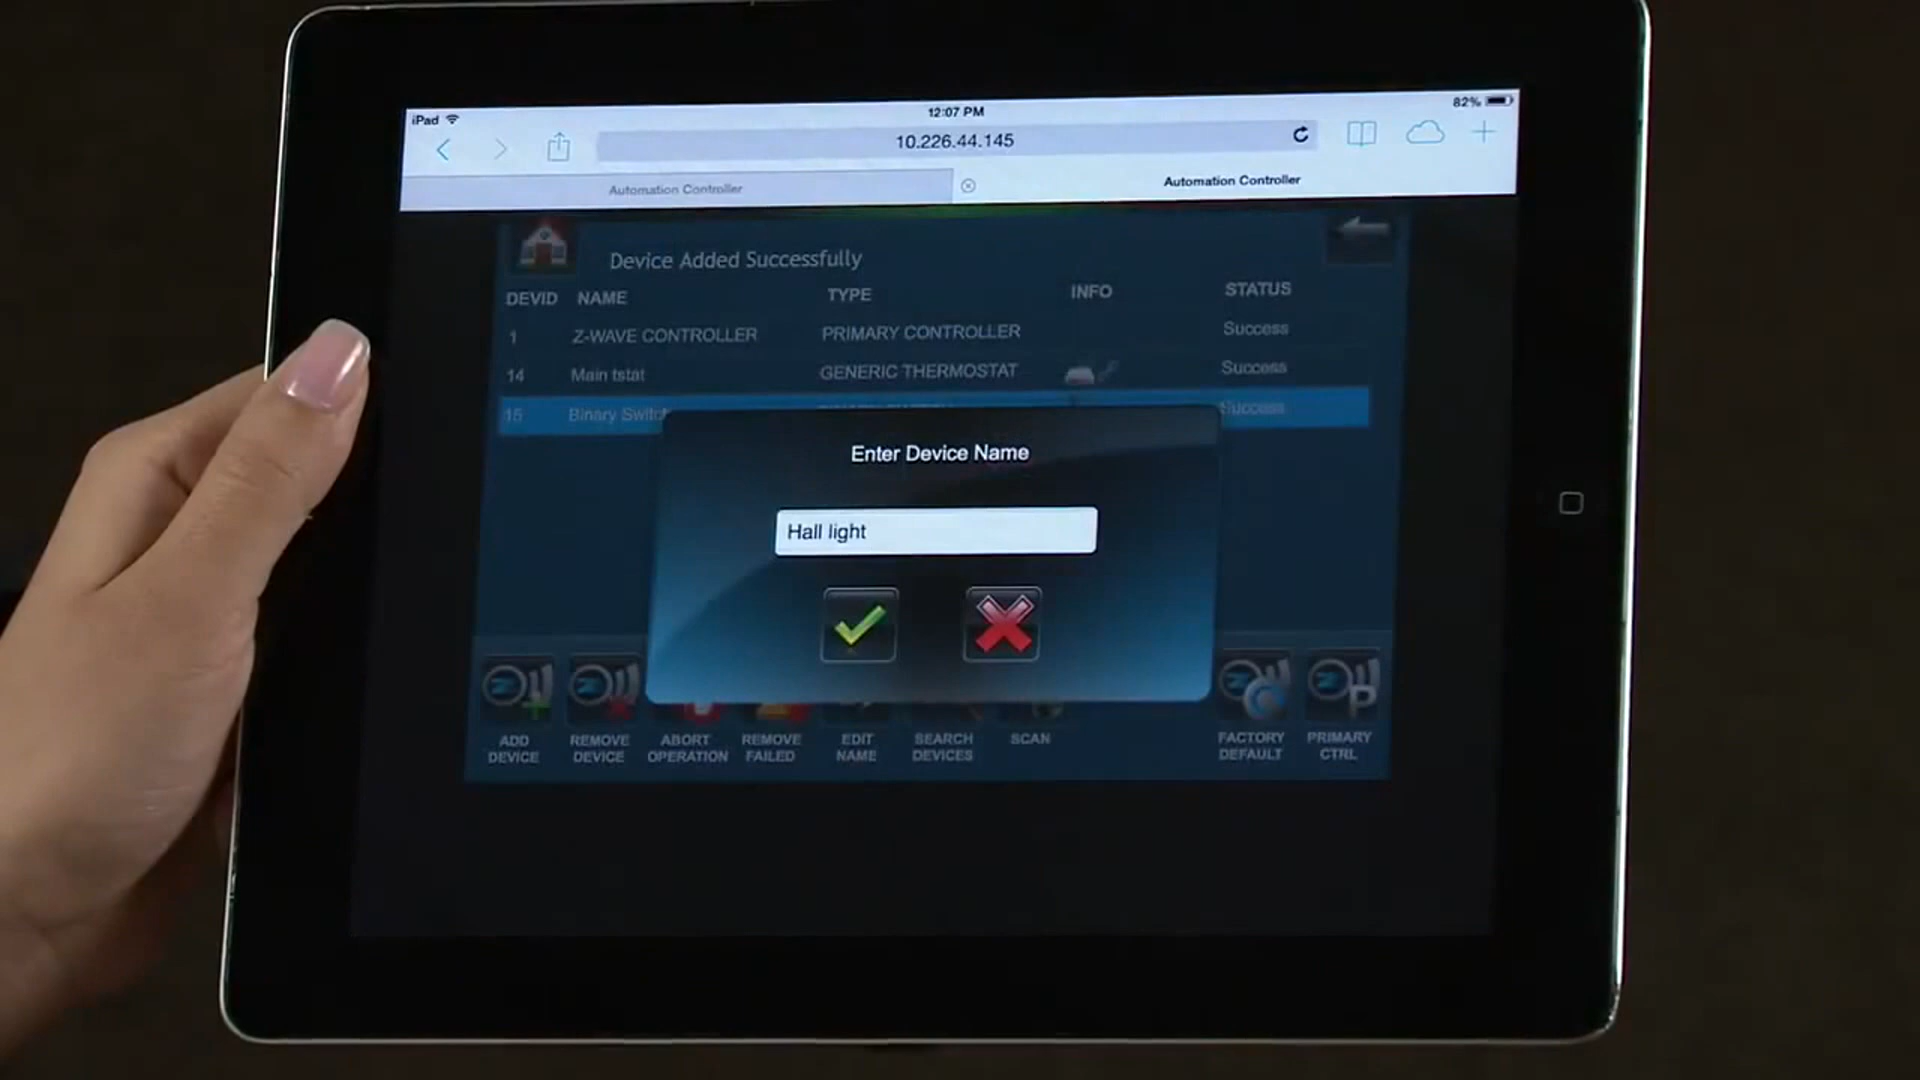 iPad 12:07 PM 82%
10.226.44.145
Automation Controller Automation Controller
Device Added Successfully
DEVID NAME TYPE INFO STATUS
1 Z-WAVE CONTROLLER PRIMARY CONTROLLER Success
14 Main tstat GENERIC THERMOSTAT Success
15 Binary Switch Success
Enter Device Name
Hall light
ADD DEVICE
REMOVE DEVICE
ABORT OPERATION
REMOVE FAILED
EDIT NAME
SEARCH DEVICES
SCAN
FACTORY DEFAULT
PRIMARY CTRL